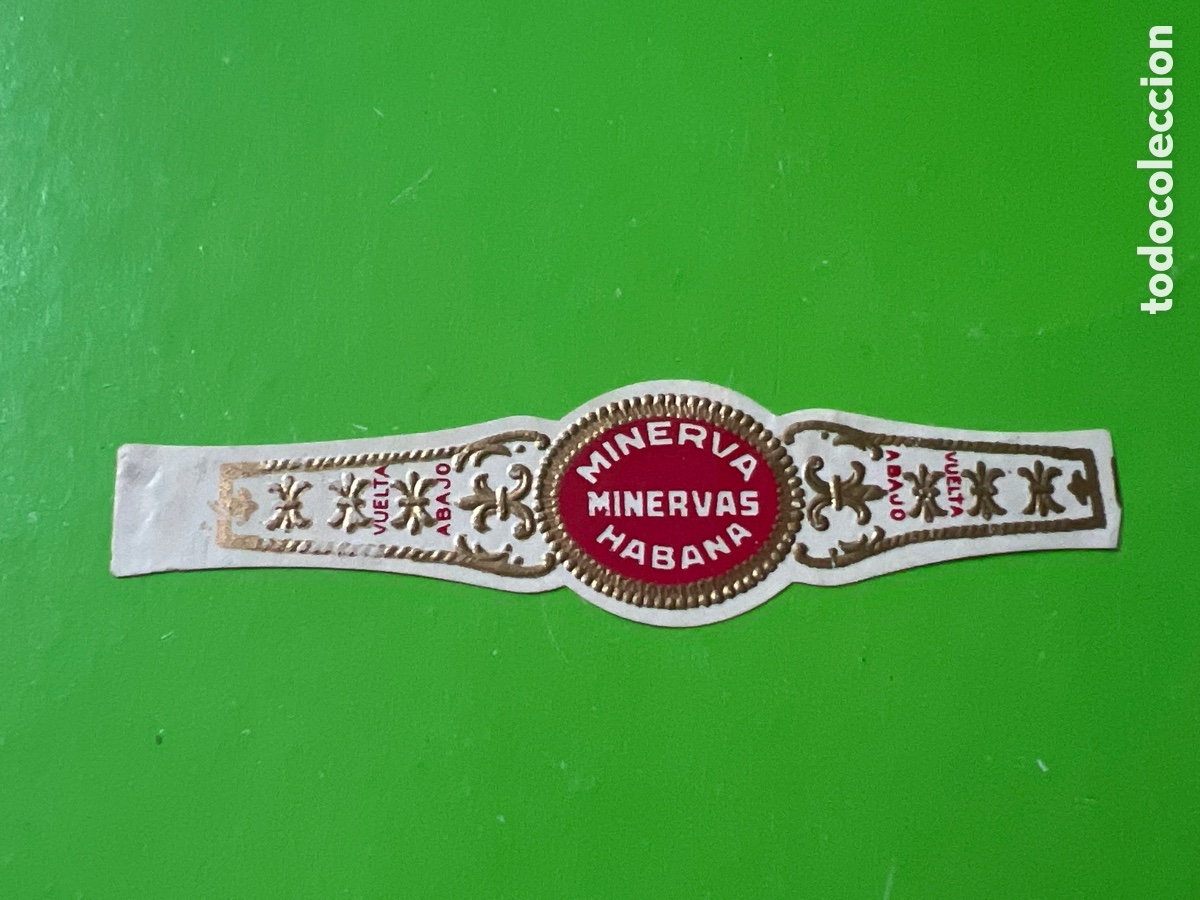 MINERVA
MINERVAS
HABANA
VUELTA
ABAJO
VUELTA
ABAJO
todocoleccion